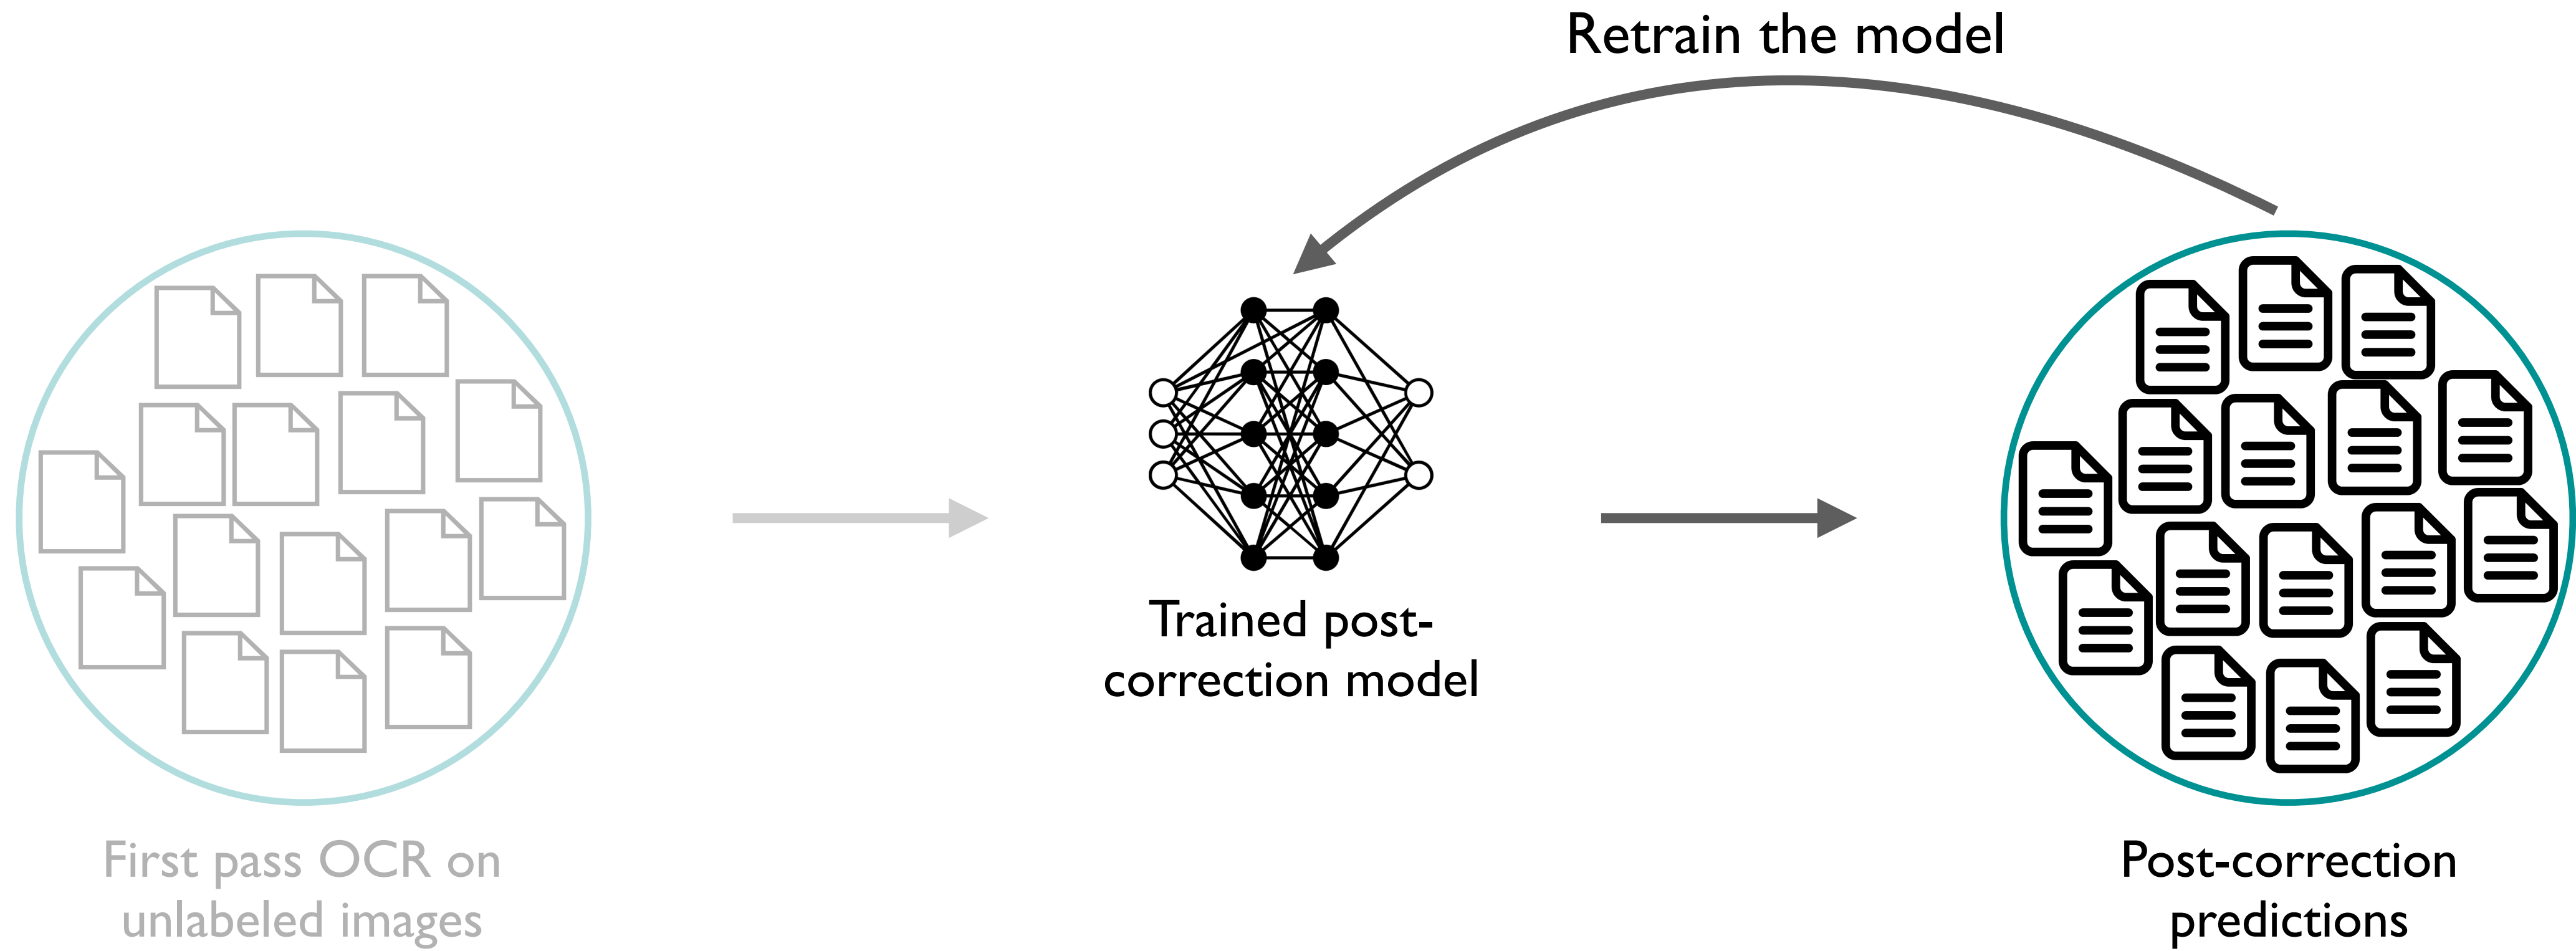 Retrain the model
Trained post-
correction model
First pass OCR on
unlabeled images
Post-correction
predictions